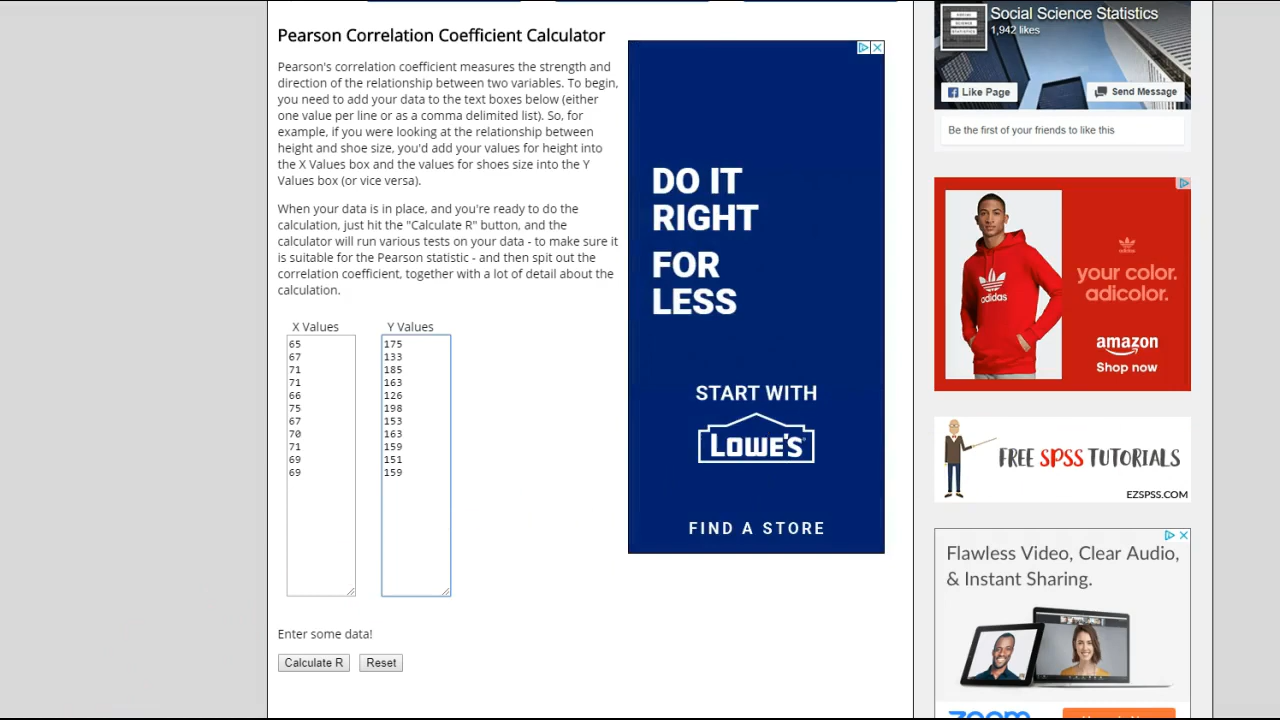 Pearson Correlation Coefficient Calculator
Pearson's correlation coefficient measures the strength and
direction of the relationship between two variables. To begin,
you need to add your data to the text boxes below (either
one value per line or as a comma delimited list). So, for
example, if you were looking at the relationship between
height and shoe size, you'd add your values for height into
the X Values box and the values for shoes size into the Y
Values box (or vice versa).
When your data is in place, and you're ready to do the
calculation, just hit the "Calculate R" button, and the
calculator will run various tests on your data - to make sure it
is suitable for the Pearson statistic - and then spit out the
correlation coefficient, together with a lot of detail about the
calculation.
X Values
65
67
71
71
66
75
67
70
71
69
69
Y Values
175
133
185
163
126
198
153
163
159
151
159
Enter some data!
Calculate R
Reset
DO IT
RIGHT
FOR
LESS
START WITH
LOWE'S
FIND A STORE
Social Science Statistics
1,942 likes
Like Page
Send Message
Be the first of your friends to like this
adidas
your color.
adicolor.
amazon
Shop now
FREE SPSS TUTORIALS
EZSPSS.COM
Flawless Video, Clear Audio,
& Instant Sharing.
zoom